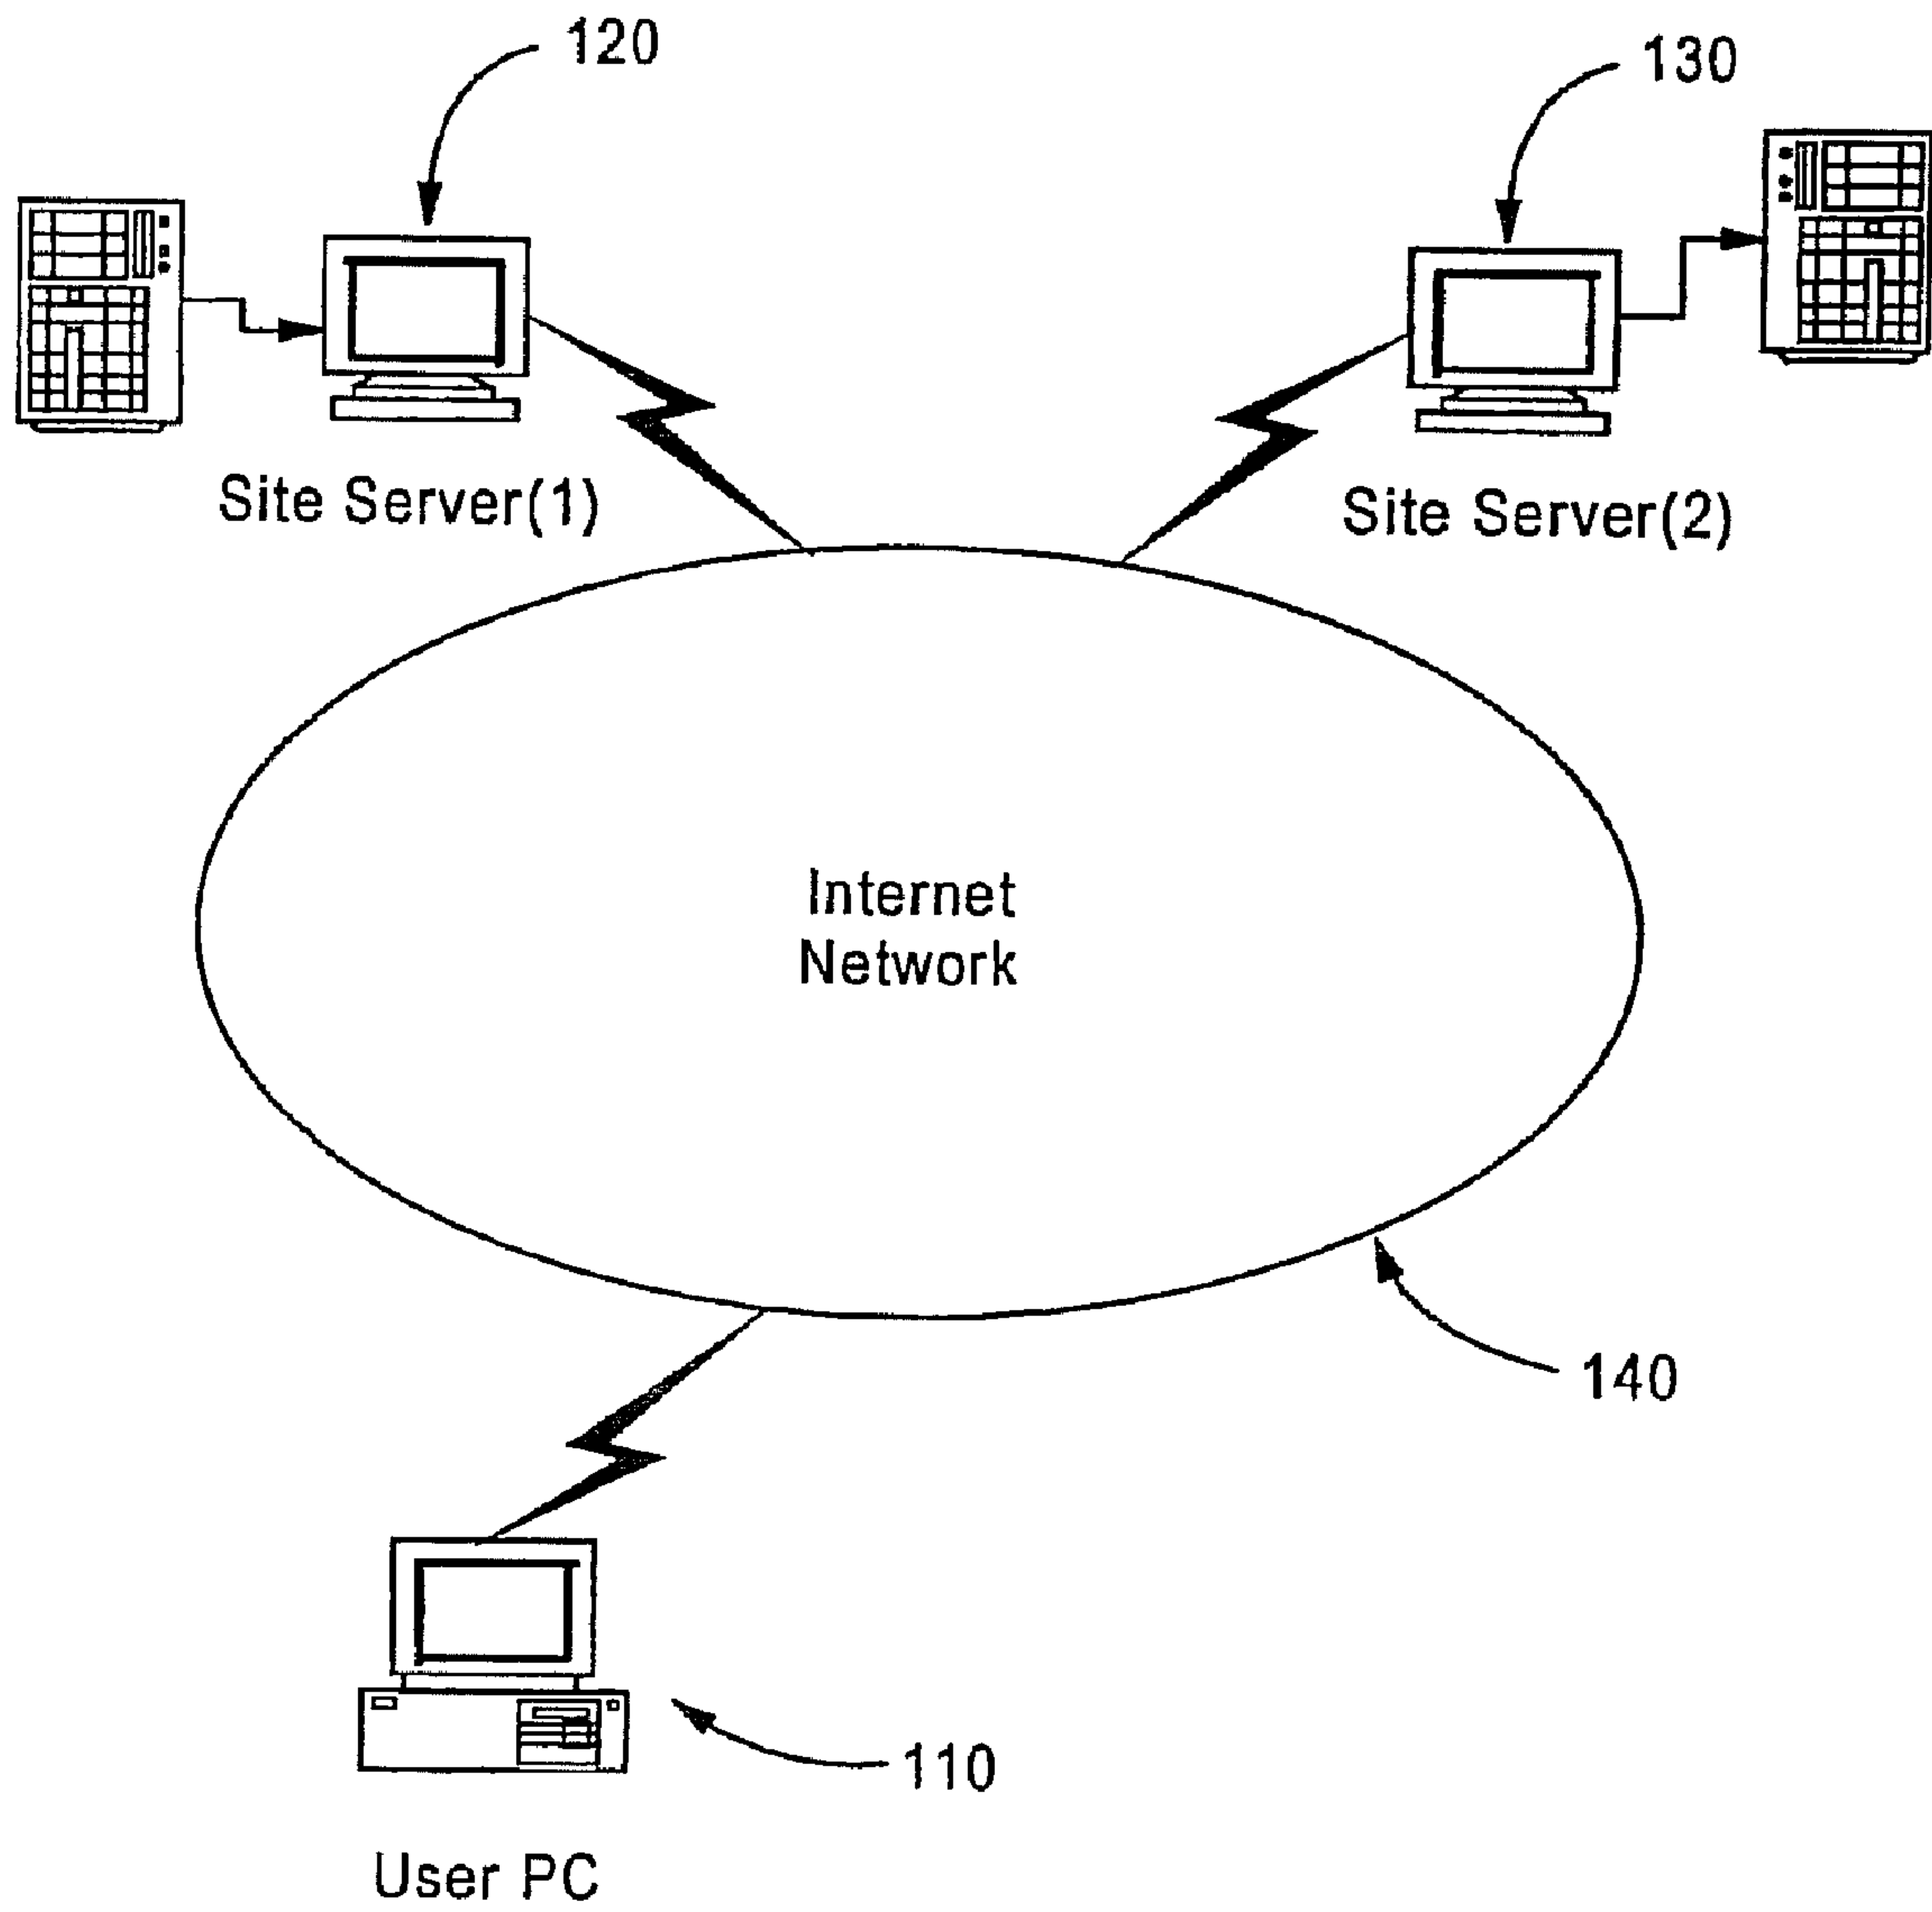 120
130
Site Server(1)
Site Server(2)
Internet
Network
140
110
User PC